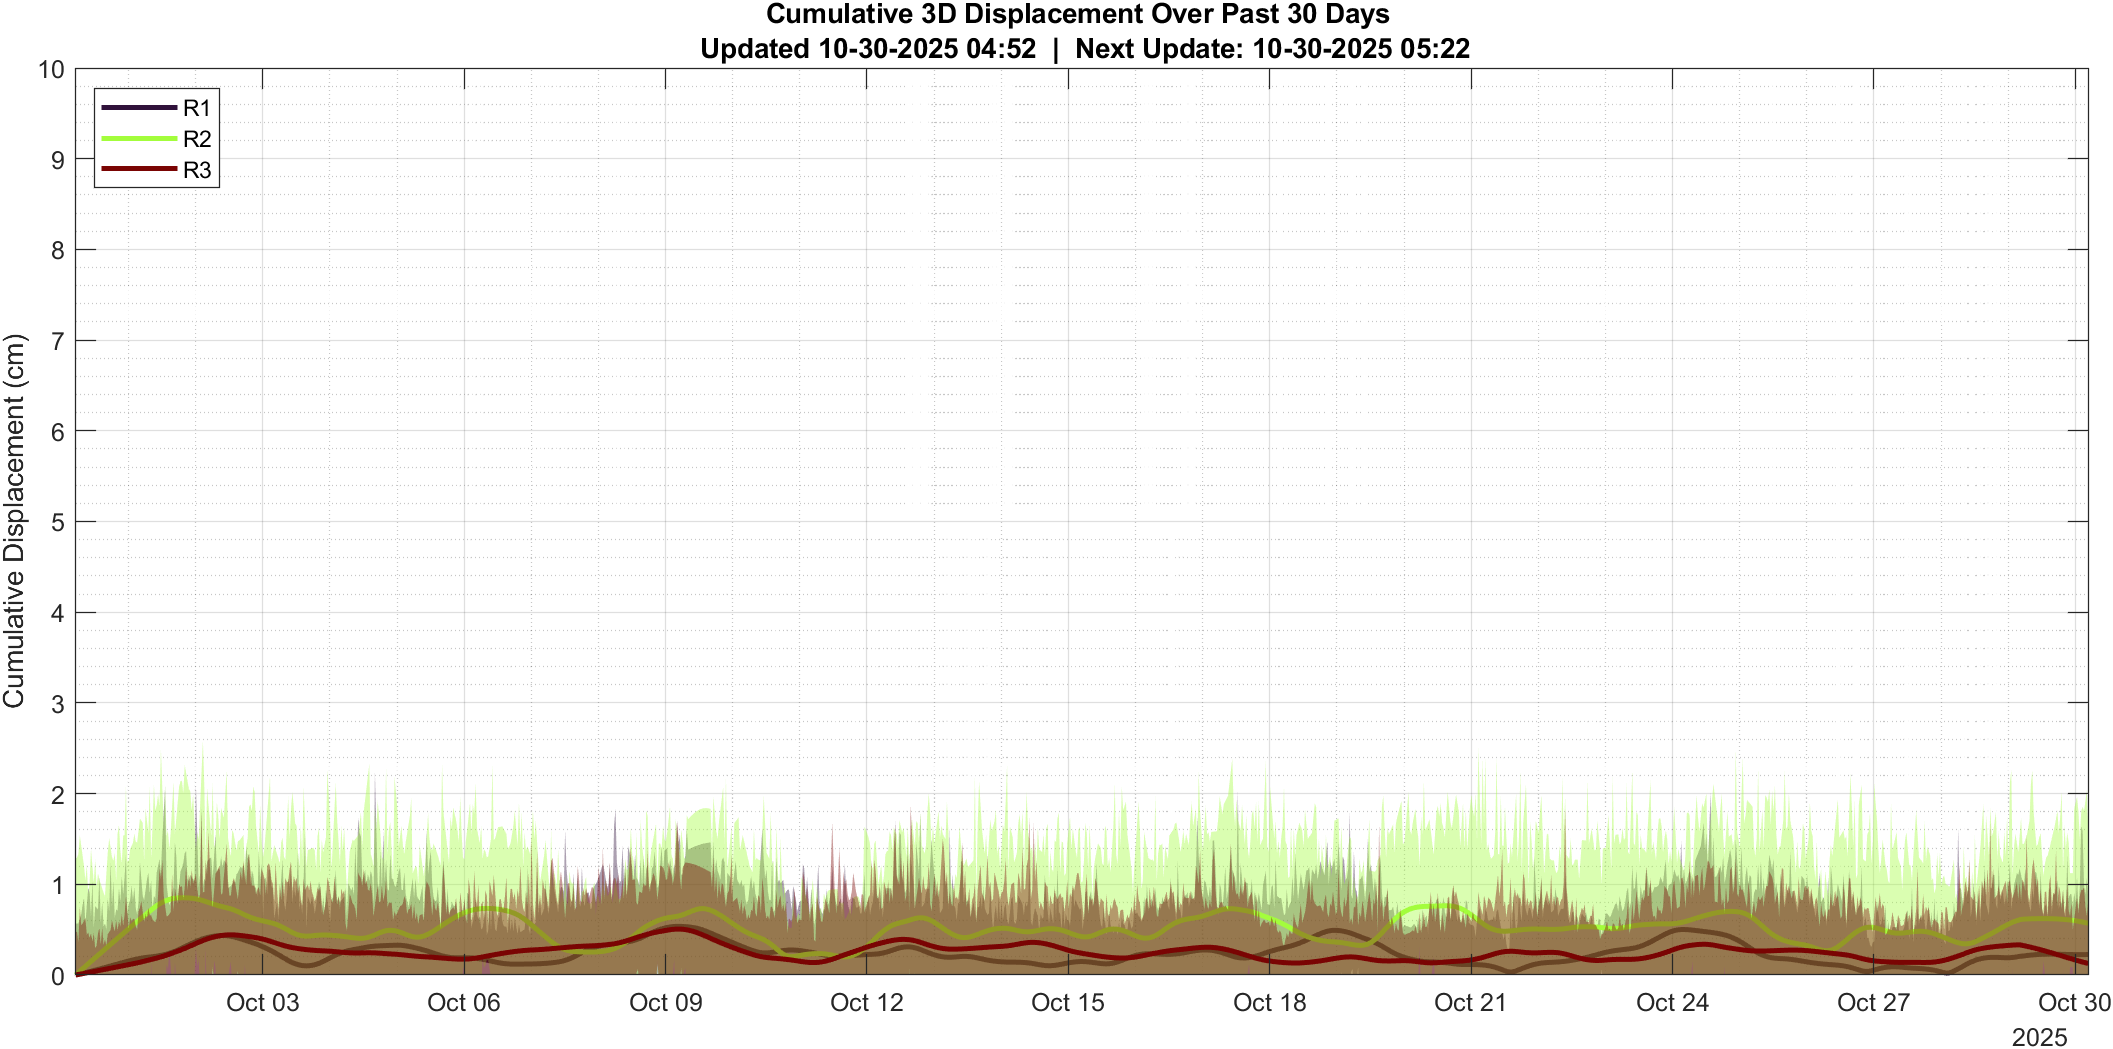 Cumulative 3D Displacement Over Past 30 Days
Updated 10-30-2025 04:52 | Next Update: 10-30-2025 05:22
R1
R2
R3
Cumulative Displacement (cm)
10
9
8
7
6
5
4
3
2
1
0
Oct 03 Oct 06 Oct 09 Oct 12 Oct 15 Oct 18 Oct 21 Oct 24 Oct 27 Oct 30
2025